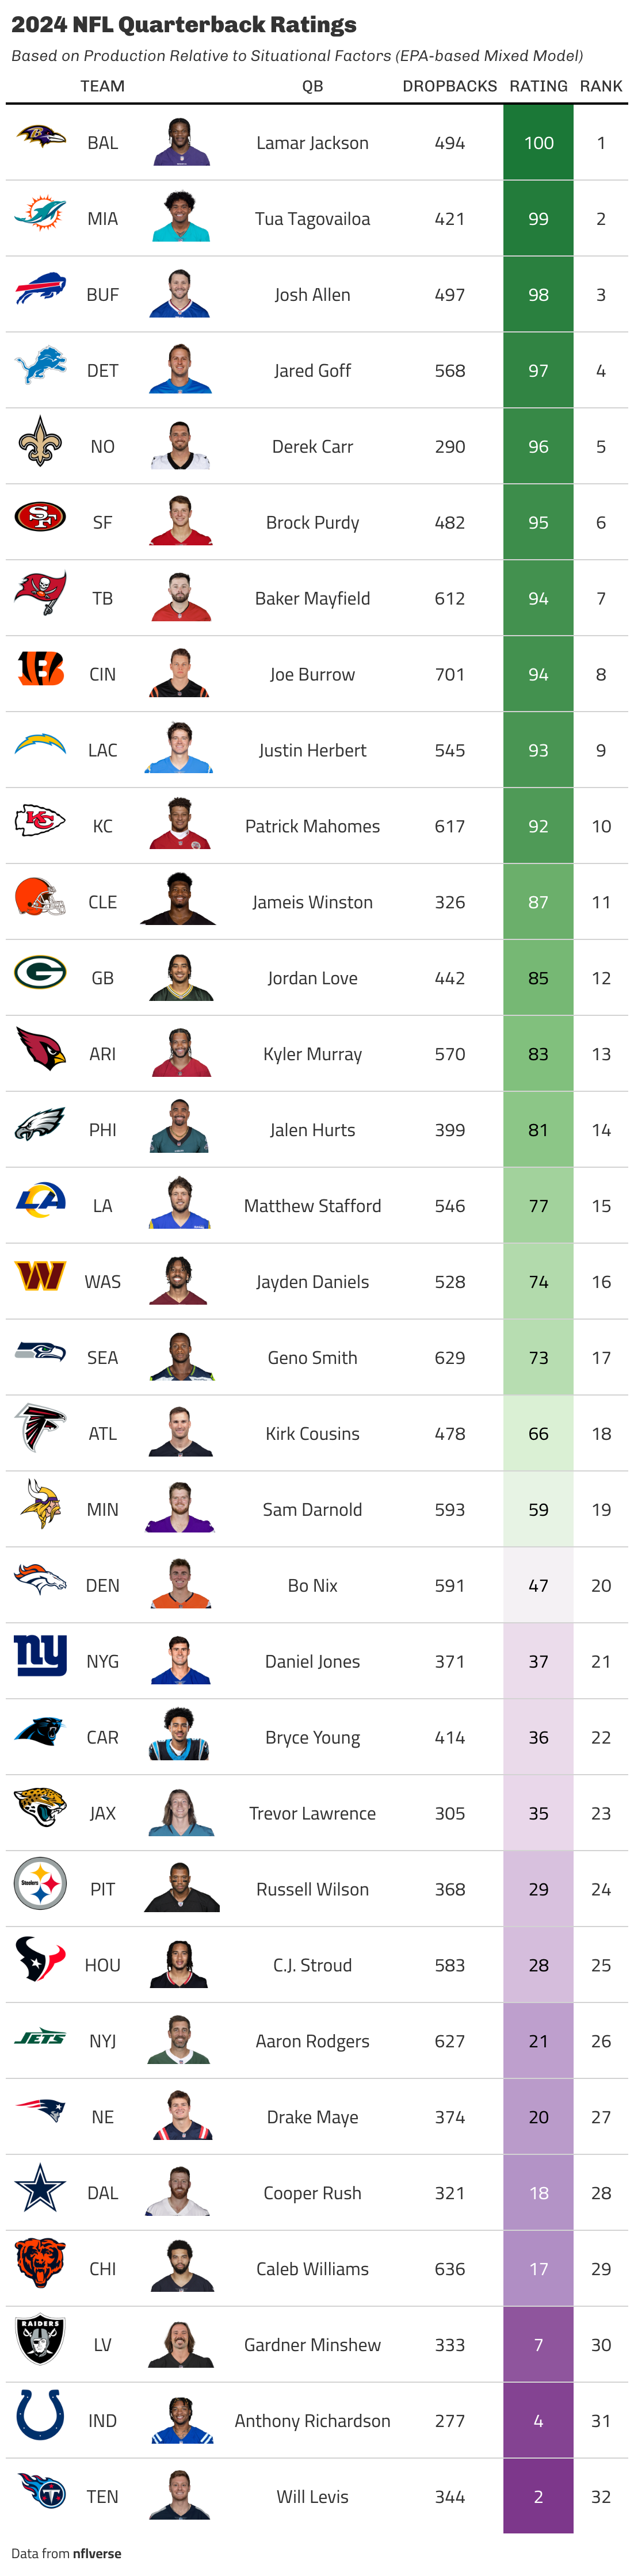 2024 NFL Quarterback Ratings
Based on Production Relative to Situational Factors (EPA-based Mixed Model)
TEAM QB DROPBACKS RATING RANK
BAL Lamar Jackson 494 100 1
MIA Tua Tagovailoa 421 99 2
BUF Josh Allen 497 98 3
DET Jared Goff 568 97 4
NO Derek Carr 290 96 5
SF Brock Purdy 482 95 6
TB Baker Mayfield 612 94 7
CIN Joe Burrow 701 94 8
LAC Justin Herbert 545 93 9
KC Patrick Mahomes 617 92 10
CLE Jameis Winston 326 87 11
GB Jordan Love 442 85 12
ARI Kyler Murray 570 83 13
PHI Jalen Hurts 399 81 14
LA Matthew Stafford 546 77 15
WAS Jayden Daniels 528 74 16
SEA Geno Smith 629 73 17
ATL Kirk Cousins 478 66 18
MIN Sam Darnold 593 59 19
DEN Bo Nix 591 47 20
ny NYG Daniel Jones 371 37 21
CAR Bryce Young 414 36 22
JAX Trevor Lawrence 305 35 23
Steelers PIT Russell Wilson 368 29 24
HOU C.J. Stroud 583 28 25
JETS NYJ Aaron Rodgers 627 21 26
NE Drake Maye 374 20 27
DAL Cooper Rush 321 18 28
CHI Caleb Williams 636 17 29
RAIDERS LV Gardner Minshew 333 7 30
IND Anthony Richardson 277 4 31
TEN Will Levis 344 2 32
Data from nflverse